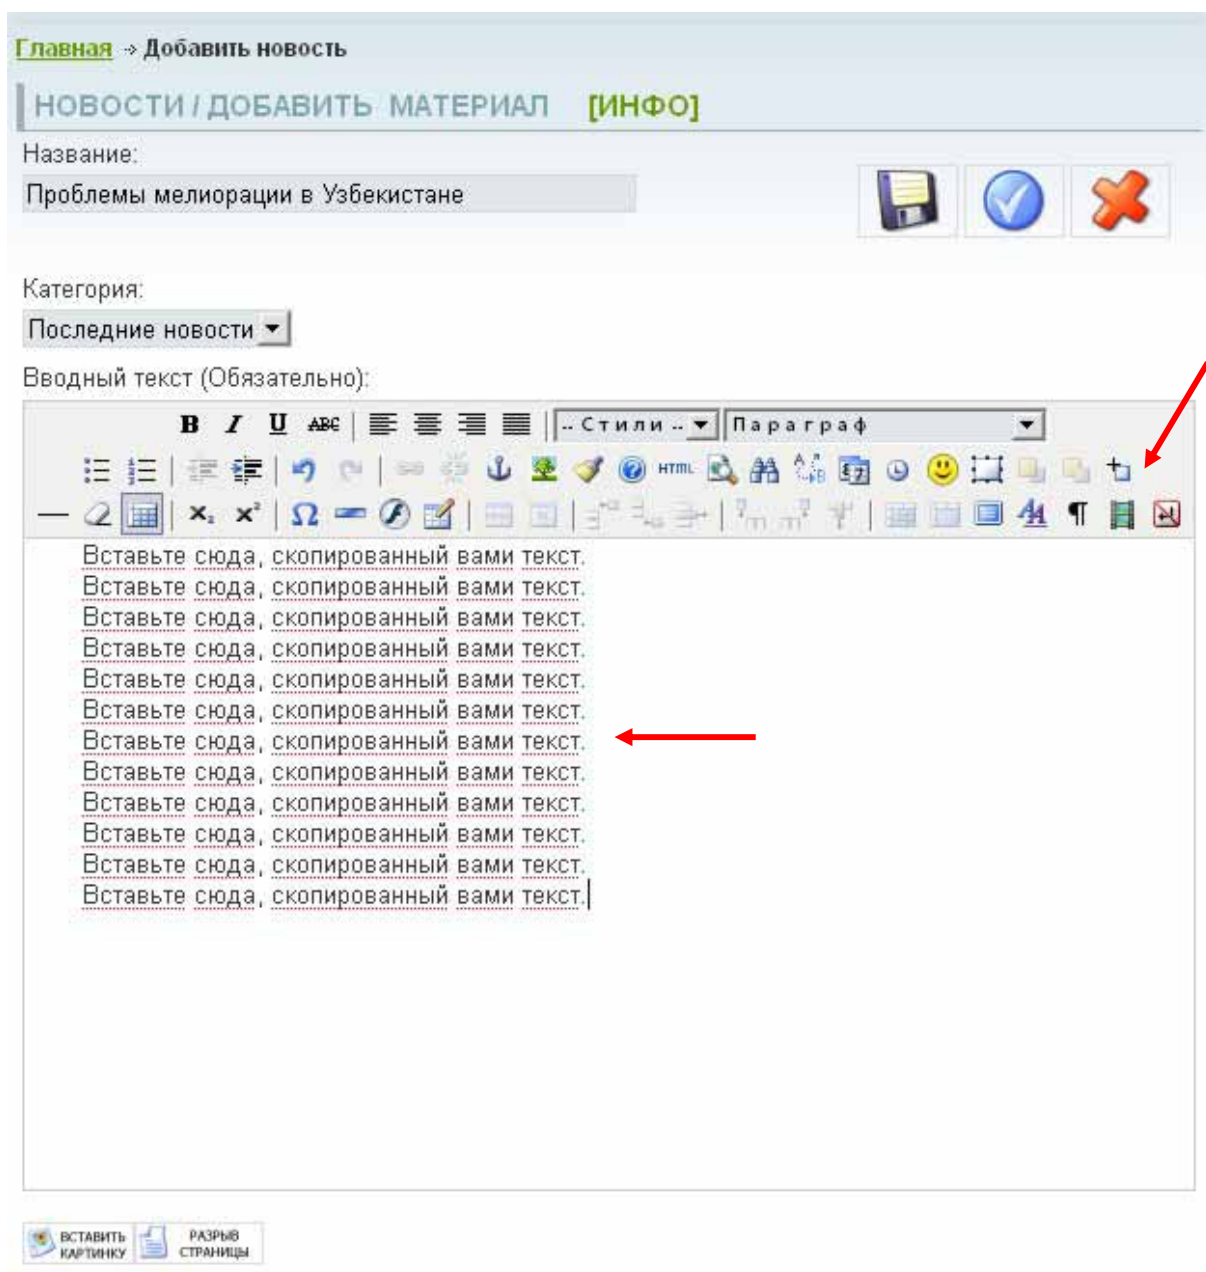 Главная → Добавить новость
НОВОСТИ / ДОБАВИТЬ МАТЕРИАЛ [ИНФО]
Название:
Проблемы мелиорации в Узбекистане
Категория:
Последние новости
Вводный текст (Обязательно):
B I U ABC -- Стили -- Параграф
HTML
Вставьте сюда, скопированный вами текст.
Вставьте сюда, скопированный вами текст.
Вставьте сюда, скопированный вами текст.
Вставьте сюда, скопированный вами текст.
Вставьте сюда, скопированный вами текст.
Вставьте сюда, скопированный вами текст.
Вставьте сюда, скопированный вами текст.
Вставьте сюда, скопированный вами текст.
Вставьте сюда, скопированный вами текст.
Вставьте сюда, скопированный вами текст.
Вставьте сюда, скопированный вами текст.
Вставьте сюда, скопированный вами текст.
ВСТАВИТЬ КАРТИНКУ
РАЗРЫВ СТРАНИЦЫ